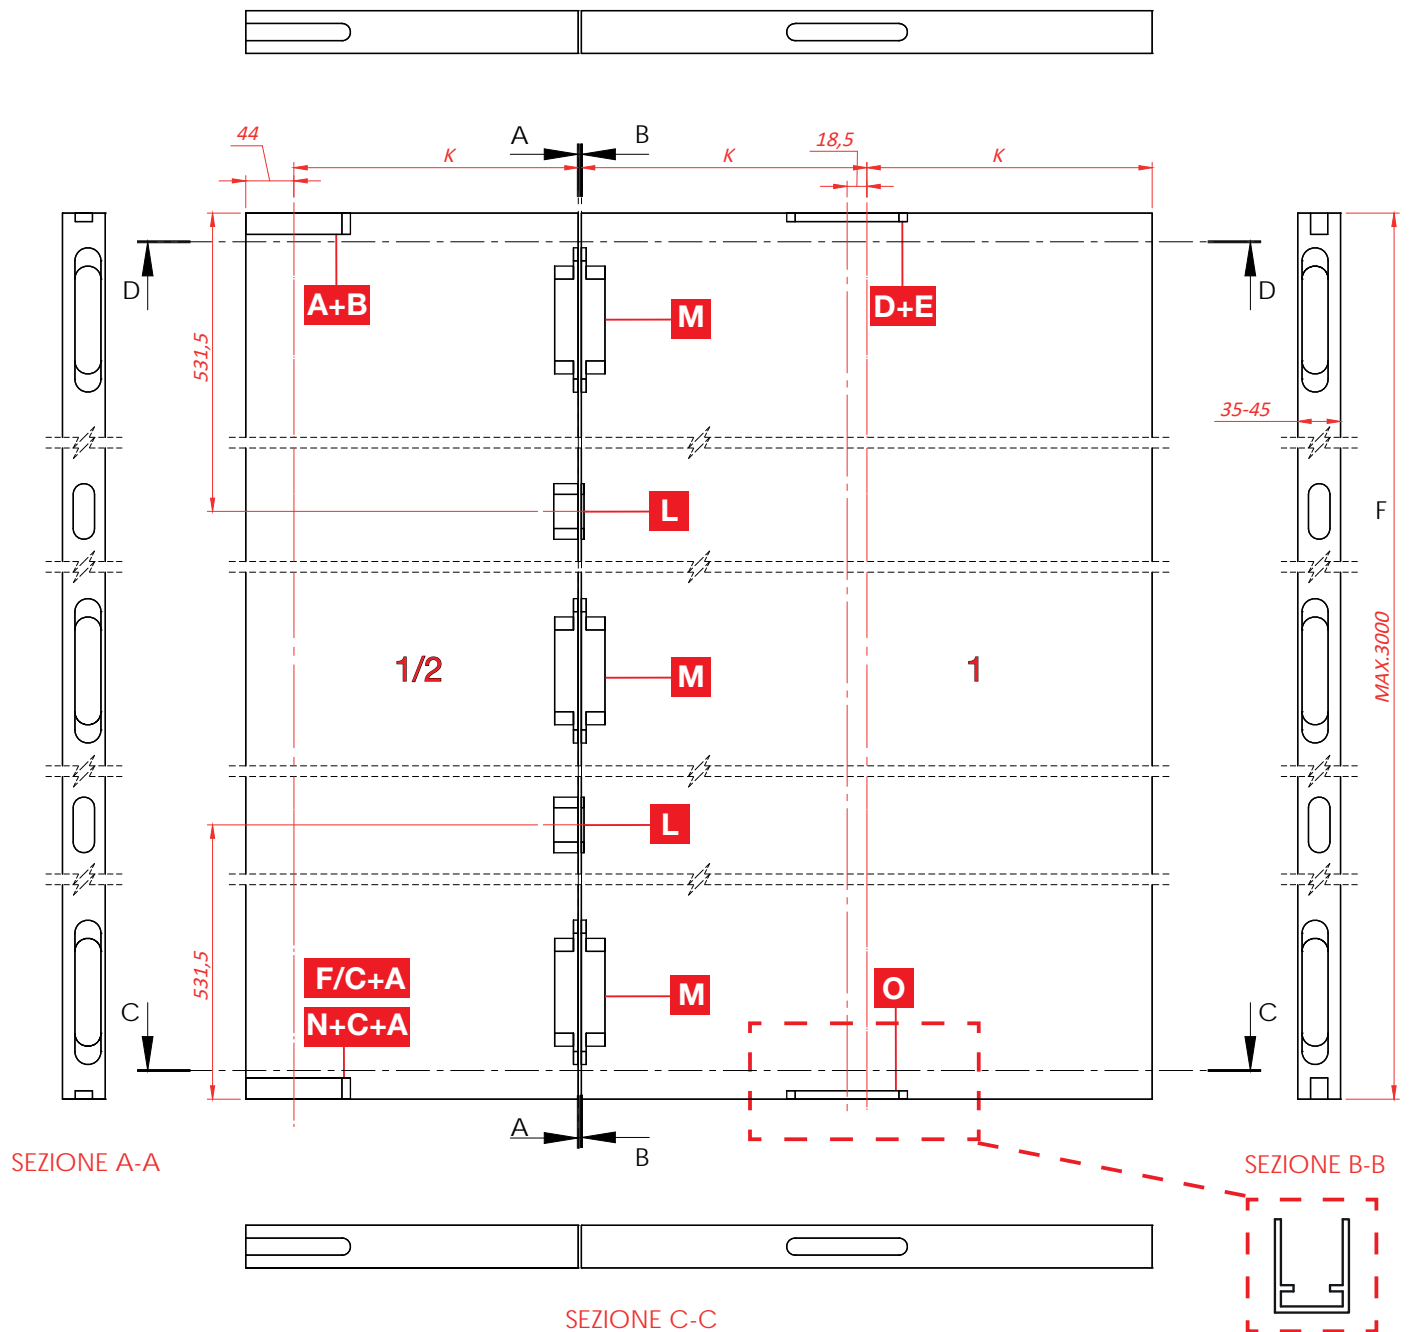 44
K
A
B
K
18,5
K
D
A+B
M
D+E
D
531,5
35-45
L
F
1/2
M
1
MAX.3000
L
531,5
F/C+A
N+C+A
M
O
C
C
A
B
SEZIONE A-A
SEZIONE B-B
SEZIONE C-C